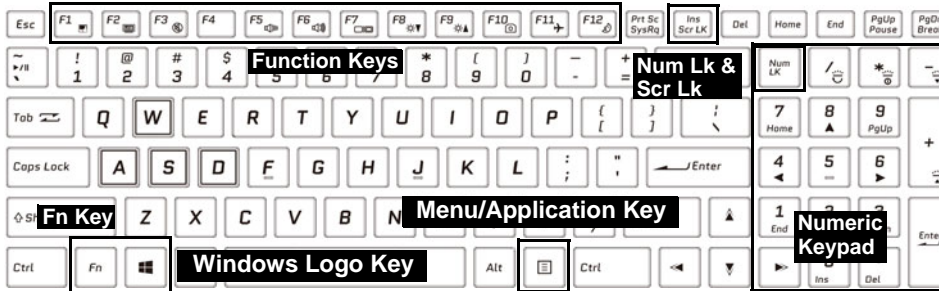 Esc F1 F2 F3 F4 F5 F6 F7 F8 F9 F10 F11 F12 Prt Sc Ins Del Home End PgUp
SysRq Scr LK Pause
~ ! @ # $ Function Keys * ( ) - + Num Lk & Num / * -
1 2 3 4 8 9 0 = Scr Lk LK
Tab Q W E R T Y U I O P { [ } ] 7 8 9
Home PgUp
+
Caps Lock A S D F G H J K L : ; " ' Enter 4 5 6
Fn Key Z X C V B N Menu/Application Key 1 Numeric
End Keypad
Ctrl Fn Windows Logo Key Alt Ctrl Ins Del